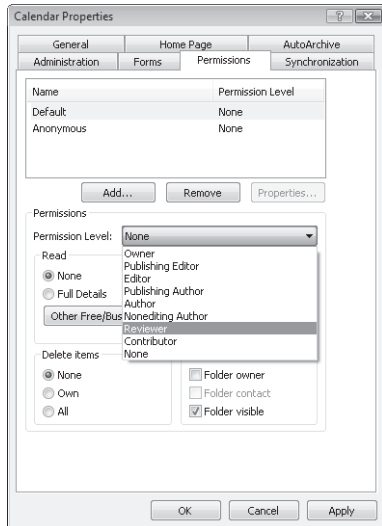 Calendar Properties
General Home Page AutoArchive
Administration Forms Permissions Synchronization
Name Permission Level
Default None
Anonymous None
Add... Remove Properties...
Permissions
Permission Level: None
Owner
Publishing Editor
Editor
Publishing Author
Author
Nonediting Author
Reviewer
Contributor
None
Read
None
Full Details
Other Free/Bus
Delete items
None Folder owner
Own Folder contact
All Folder visible
OK Cancel Apply